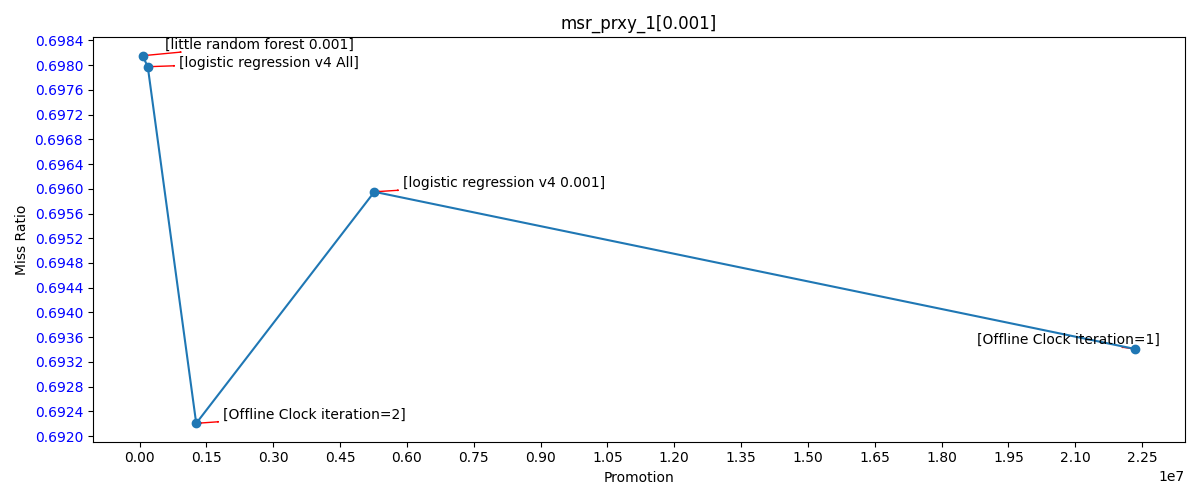 msr_prxy_1[0.001]
0.6984
0.6980
0.6976
0.6972
0.6968
0.6964
0.6960
0.6956
0.6952
0.6948
0.6944
0.6940
0.6936
0.6932
0.6928
0.6924
0.6920
Miss Ratio
[little random forest 0.001]
[logistic regression v4 All]
[logistic regression v4 0.001]
[Offline Clock iteration=1]
[Offline Clock iteration=2]
0.00 0.15 0.30 0.45 0.60 0.75 0.90 1.05 1.20 1.35 1.50 1.65 1.80 1.95 2.10 2.25
1e7
Promotion